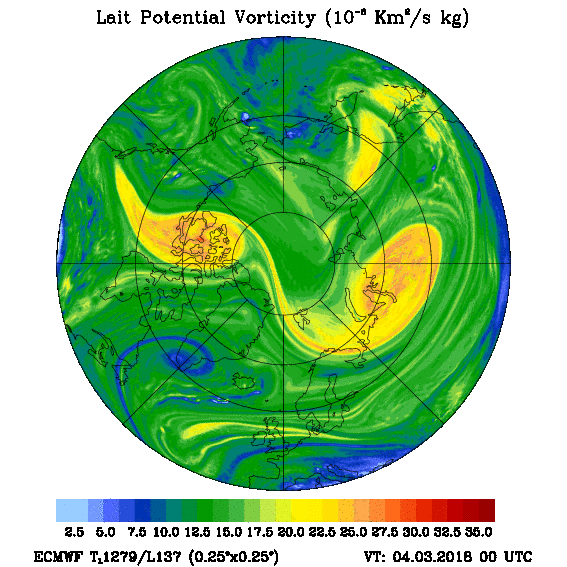 Lait Potential Vorticity (10⁻⁸ Km²/s kg)
2.5 5.0 7.5 10.0 12.5 15.0 17.5 20.0 22.5 25.0 27.5 30.0 32.5 35.0
ECMWF T_L1279/L137 (0.25°x0.25°) VT: 04.03.2018 00 UTC